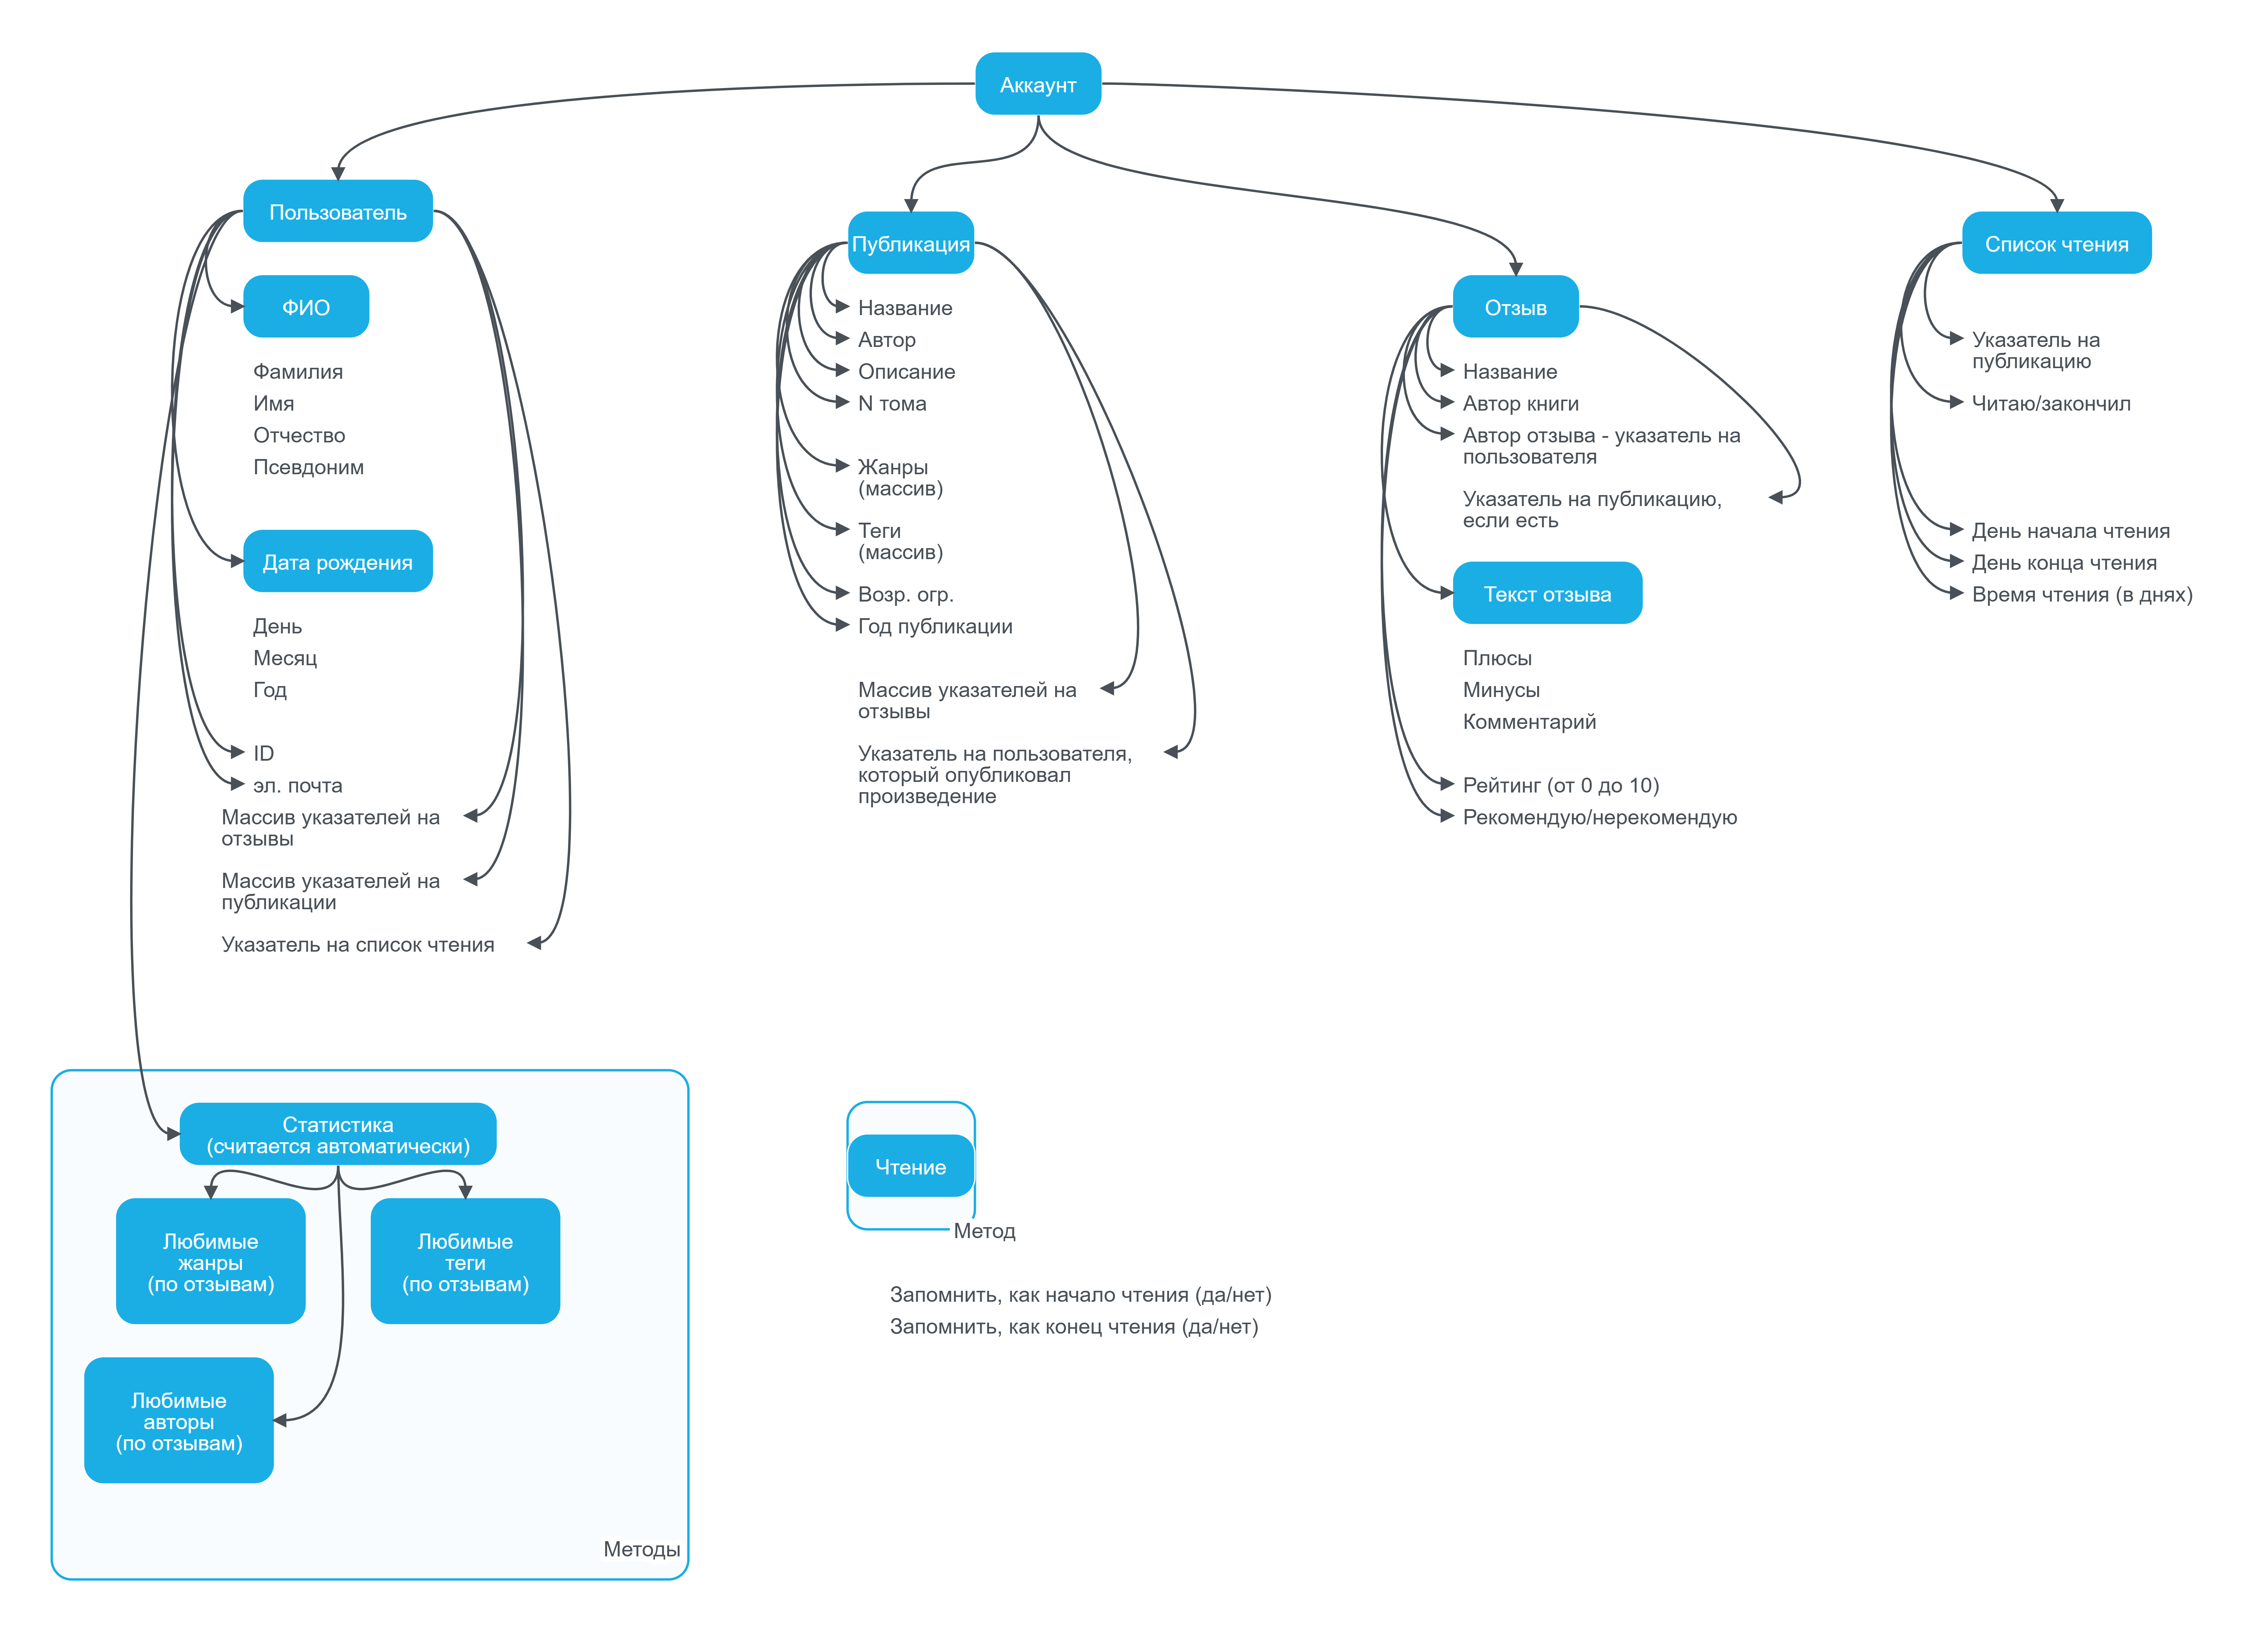 Аккаунт
Пользователь
ФИО
Фамилия
Имя
Отчество
Псевдоним
Дата рождения
День
Месяц
Год
ID
эл. почта
Массив указателей на
отзывы
Массив указателей на
публикации
Указатель на список чтения
Публикация
Название
Автор
Описание
N тома
Жанры
(массив)
Теги
(массив)
Возр. огр.
Год публикации
Массив указателей на
отзывы
Указатель на пользователя,
который опубликовал
произведение
Отзыв
Название
Автор книги
Автор отзыва - указатель на
пользователя
Указатель на публикацию,
если есть
Текст отзыва
Плюсы
Минусы
Комментарий
Рейтинг (от 0 до 10)
Рекомендую/нерекомендую
Список чтения
Указатель на
публикацию
Читаю/закончил
День начала чтения
День конца чтения
Время чтения (в днях)
Статистика
(считается автоматически)
Любимые
жанры
(по отзывам)
Любимые
теги
(по отзывам)
Любимые
авторы
(по отзывам)
Методы
Чтение
Метод
Запомнить, как начало чтения (да/нет)
Запомнить, как конец чтения (да/нет)